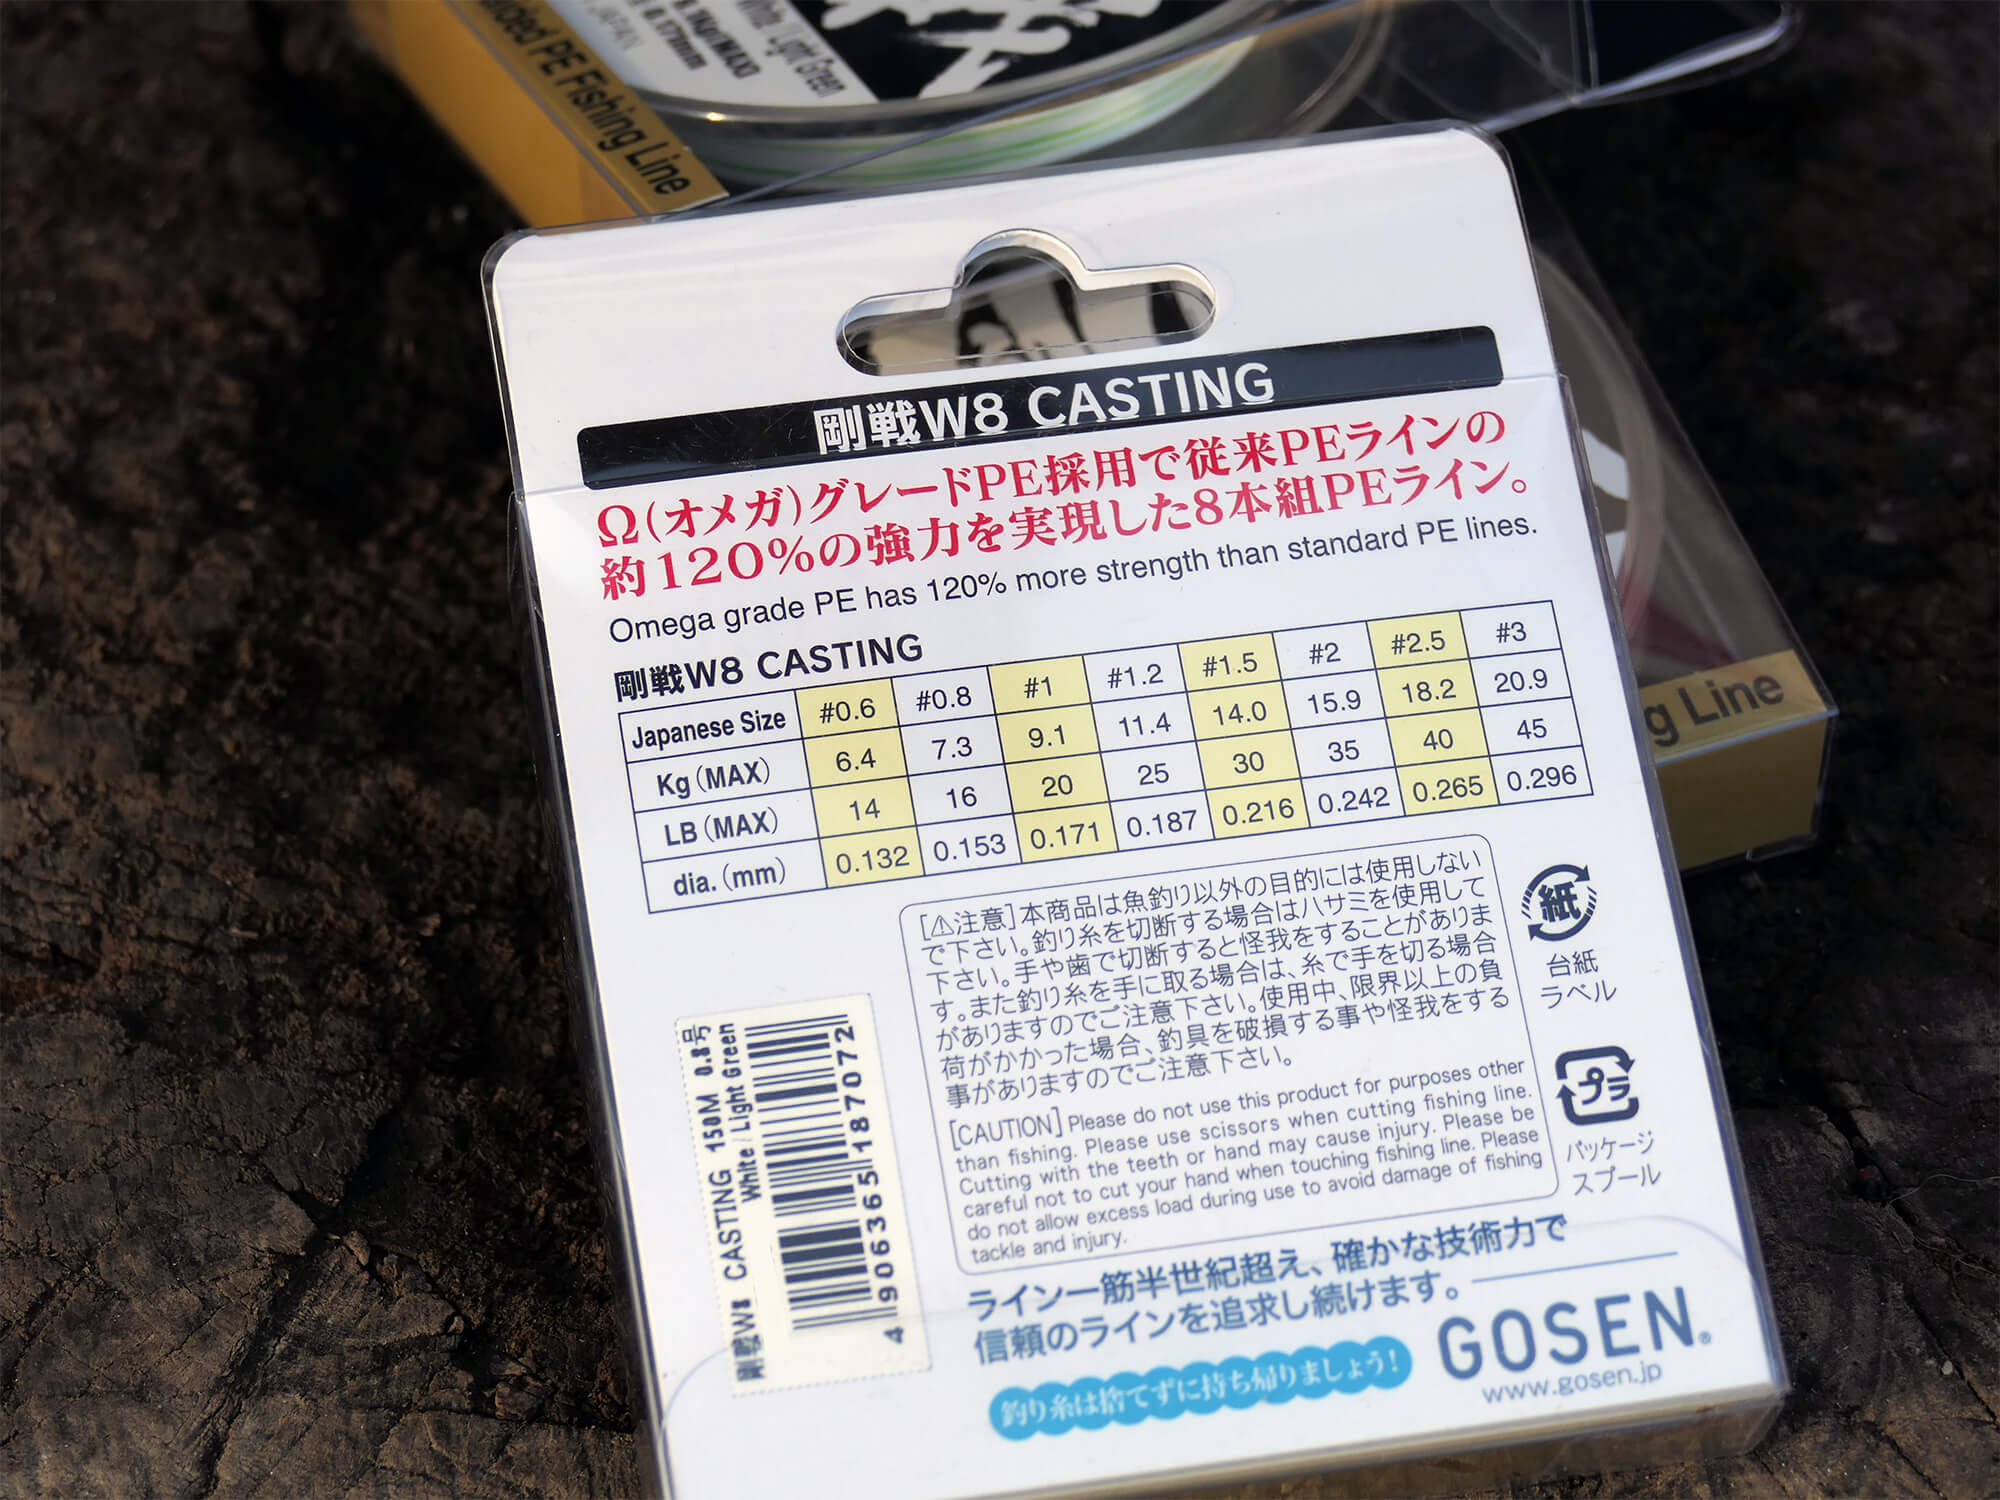 White / Light Green
PE Fishing Line
剛戦W8 CASTING
Ω(オメガ)グレードPE採用で従来PEラインの
約120%の強力を実現した8本組PEライン。
Omega grade PE has 120% more strength than standard PE lines.
剛戦W8 CASTING
Japanese Size #0.6 #0.8 #1 #1.2 #1.5 #2 #2.5 #3
Kg(MAX) 6.4 7.3 9.1 11.4 14.0 15.9 18.2 20.9
LB(MAX) 14 16 20 25 30 35 40 45
dia.(mm) 0.132 0.153 0.171 0.187 0.216 0.242 0.265 0.296
g Line
[⚠注意]本商品は魚釣り以外の目的には使用しない
で下さい。釣り糸を切断する場合はハサミを使用して
下さい。手や歯で切断すると怪我をすることがありま
す。また釣り糸を手に取る場合は、糸で手を切る場合
がありますのでご注意下さい。使用中、限界以上の負
荷がかかった場合、釣具を破損する事や怪我をする
事がありますのでご注意下さい。
[CAUTION] Please do not use this product for purposes other
than fishing. Please use scissors when cutting fishing line.
Cutting with the teeth or hand may cause injury. Please be
careful not to cut your hand when touching fishing line. Please
do not allow excess load during use to avoid damage of fishing
tackle and injury.
紙
台紙
ラベル
プラ
パッケージ
スプール
剛戦W8 CASTING 150M 0.8号
White / Light Green
4 906365 187072
ライン一筋半世紀超え、確かな技術力で
信頼のラインを追求し続けます。
釣り糸は捨てずに持ち帰りましょう!
GOSEN®
www.gosen.jp